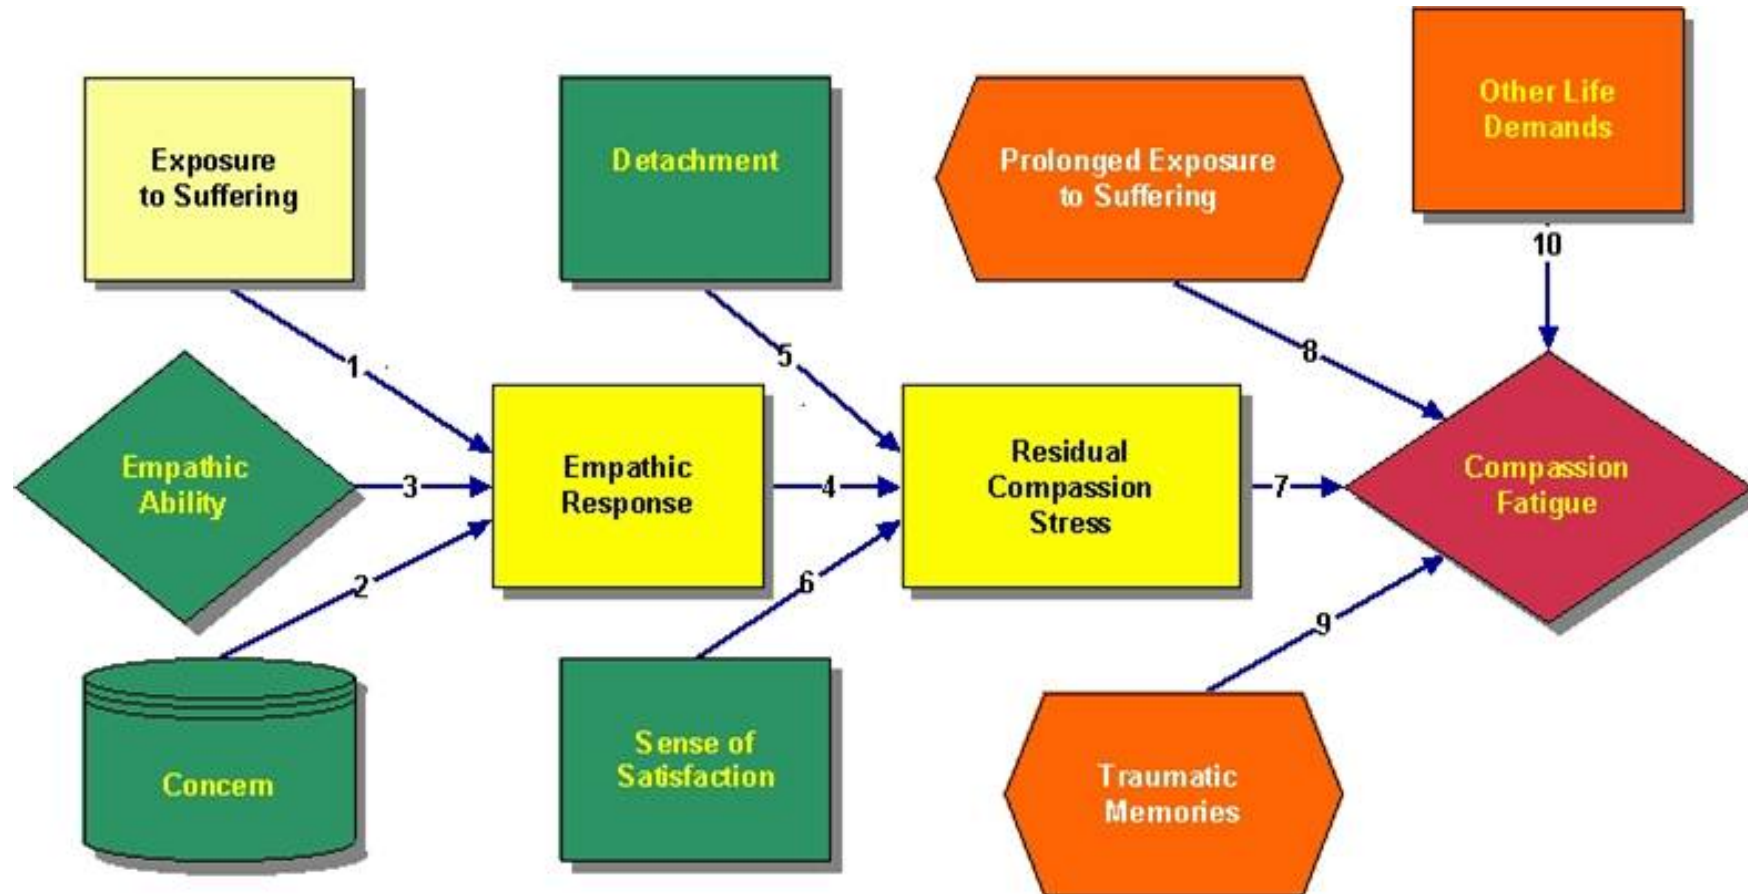 Exposure
to Suffering
Detachment
Prolonged Exposure
to Suffering
Other Life
Demands
10
1
5
8
Empathic
Ability
3
Empathic
Response
4
Residual
Compassion
Stress
7
Compassion
Fatigue
2
6
9
Concern
Sense of
Satisfaction
Traumatic
Memories